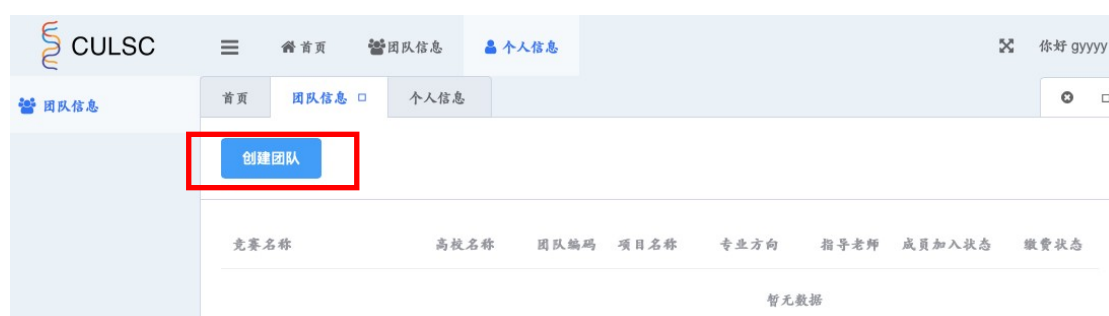 CULSC
首页 团队信息 个人信息 你好 gyyyy
团队信息
首页 团队信息 个人信息
创建团队
竞赛名称 高校名称 团队编码 项目名称 专业方向 指导老师 成员加入状态 缴费状态
暂无数据